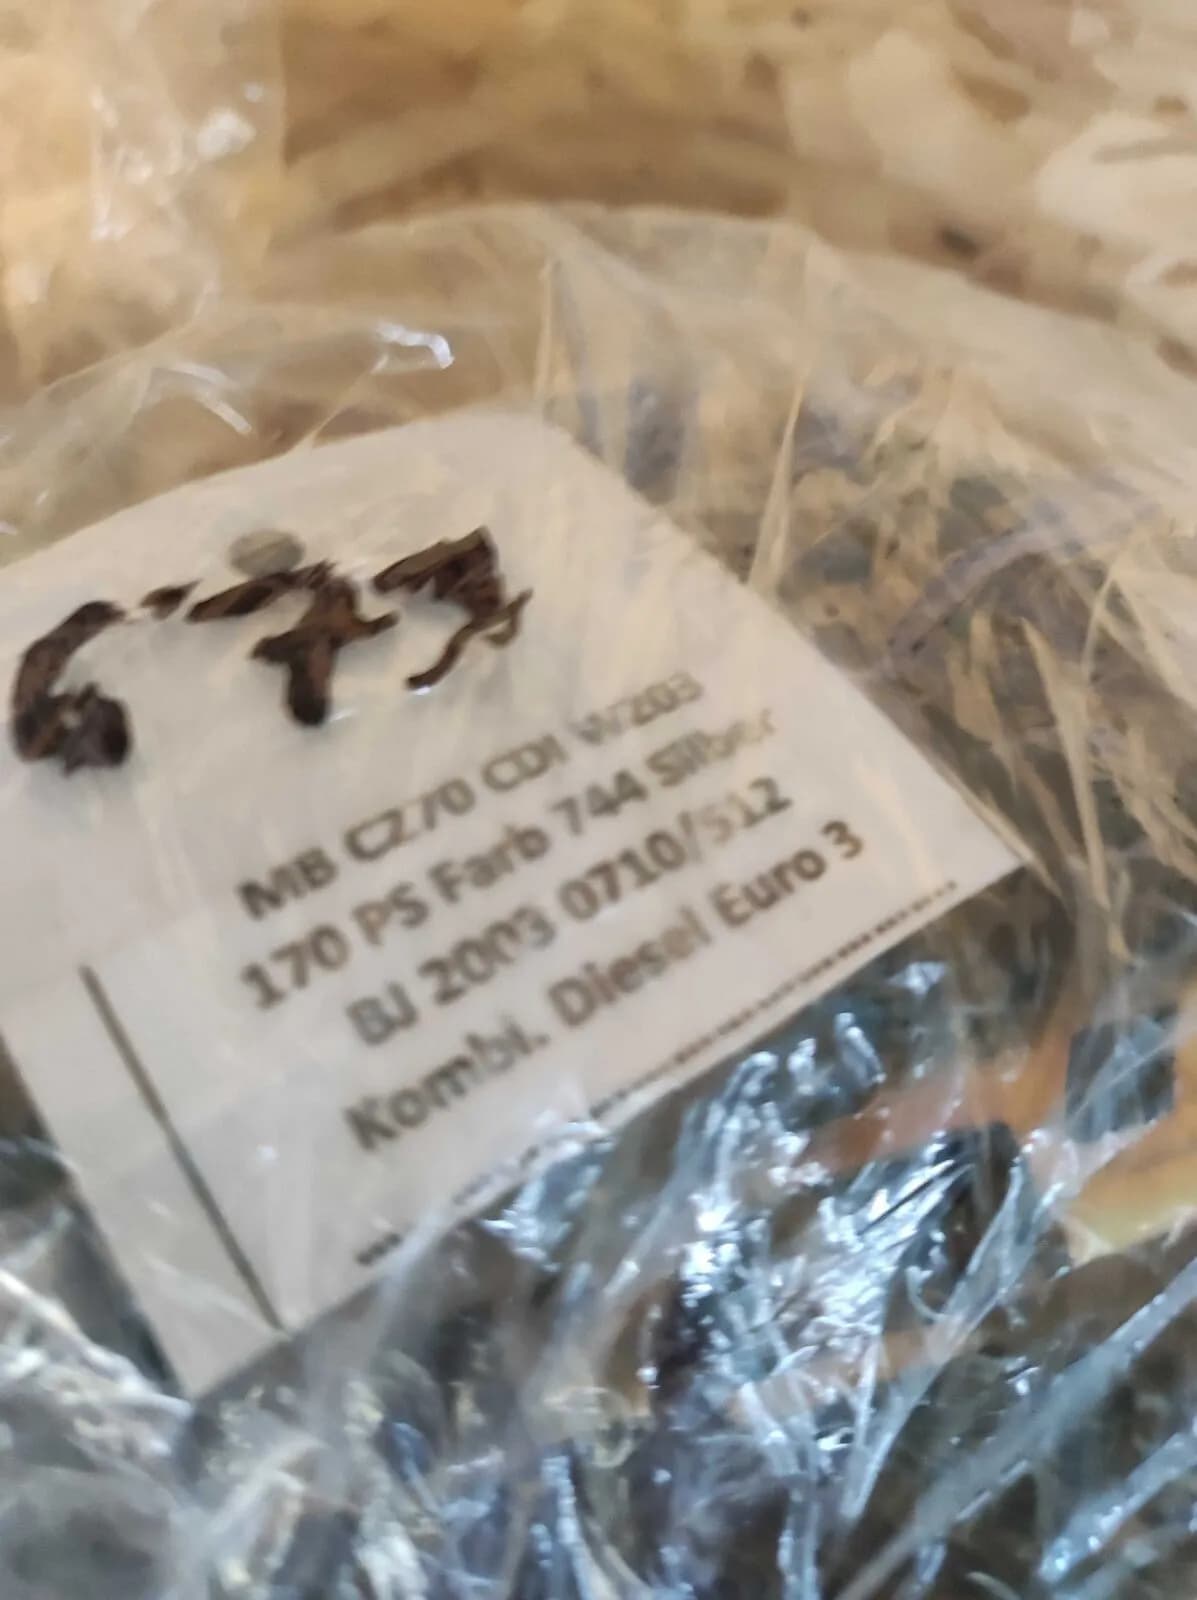 673
MB C270 CDI W203
170 PS Farb 744 Silber
BJ 2003 0710/512
Kombi. Diesel Euro 3